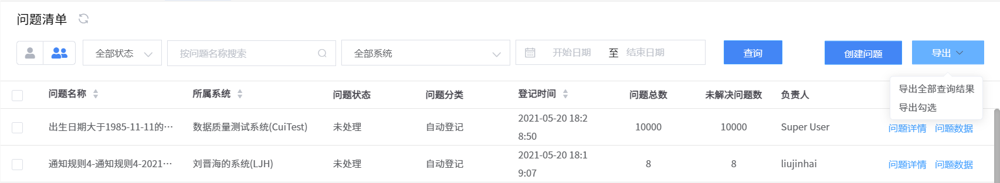 问题清单
全部状态
按问题名称搜索
全部系统
开始日期 至 结束日期
查询
创建问题
导出
导出全部查询结果
导出勾选
问题名称 所属系统 问题状态 问题分类 登记时间 问题总数 未解决问题数 负责人
出生日期大于1985-11-11的… 数据质量测试系统(CuiTest) 未处理 自动登记 2021-05-20 18:2 10000 10000 Super User 问题详情 问题数据
8:50
通知规则4-通知规则4-2021… 刘晋海的系统(LJH) 未处理 自动登记 2021-05-20 18:1 8 8 liujinhai 问题详情 问题数据
9:07